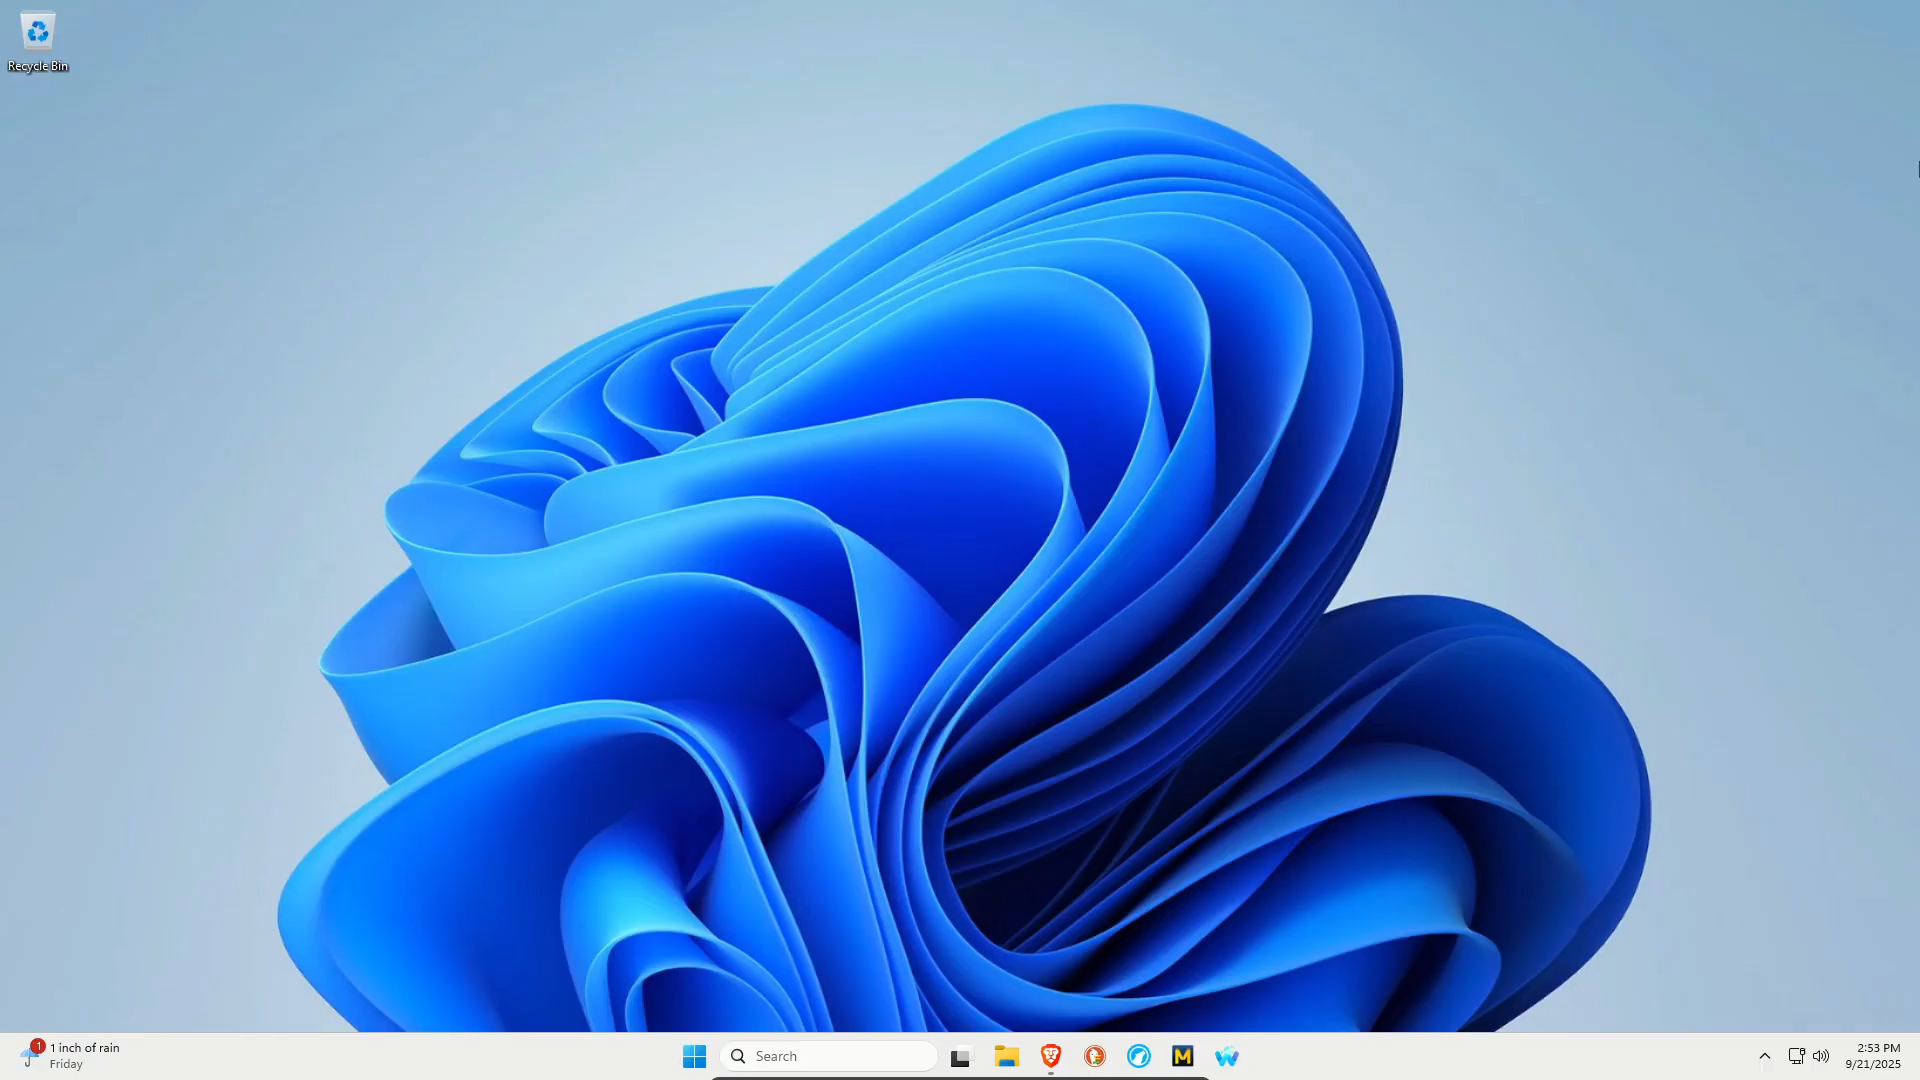 Recycle Bin
1
1 inch of rain
Friday
Search
M
2:53 PM
9/21/2025